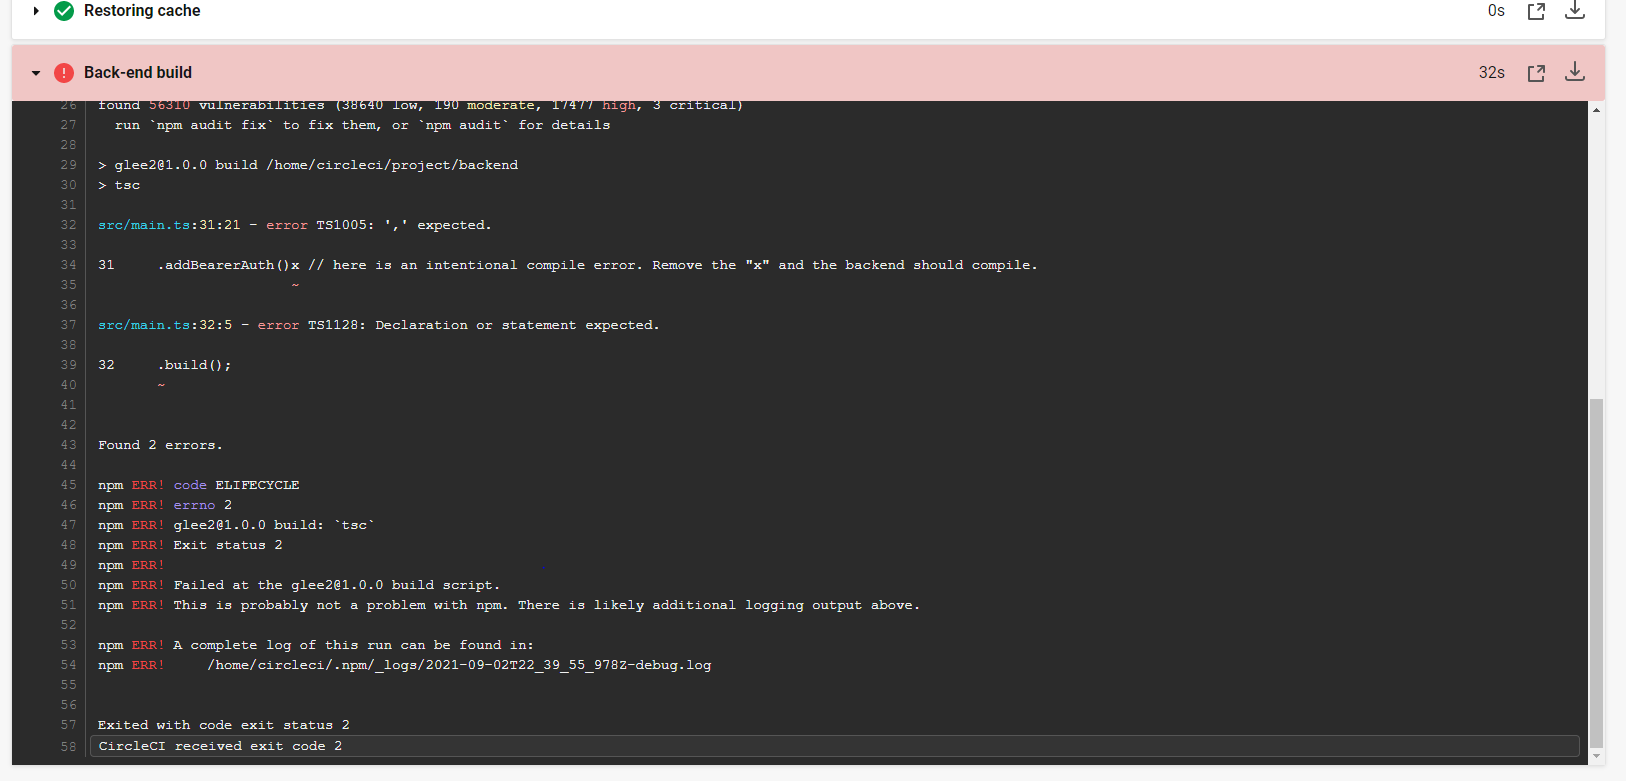 Restoring cache 0s
Back-end build 32s
26 found 56310 vulnerabilities (38640 low, 190 moderate, 17477 high, 3 critical)
27 run `npm audit fix` to fix them, or `npm audit` for details
28
29 > glee2@1.0.0 build /home/circleci/project/backend
30 > tsc
31
32 src/main.ts:31:21 - error TS1005: ',' expected.
33
34 31 .addBearerAuth()x // here is an intentional compile error. Remove the "x" and the backend should compile.
35 ~
36
37 src/main.ts:32:5 - error TS1128: Declaration or statement expected.
38
39 32 .build();
40 ~
41
42
43 Found 2 errors.
44
45 npm ERR! code ELIFECYCLE
46 npm ERR! errno 2
47 npm ERR! glee2@1.0.0 build: `tsc`
48 npm ERR! Exit status 2
49 npm ERR!
50 npm ERR! Failed at the glee2@1.0.0 build script.
51 npm ERR! This is probably not a problem with npm. There is likely additional logging output above.
52
53 npm ERR! A complete log of this run can be found in:
54 npm ERR! /home/circleci/.npm/_logs/2021-09-02T22_39_55_978Z-debug.log
55
56
57 Exited with code exit status 2
58 CircleCI received exit code 2